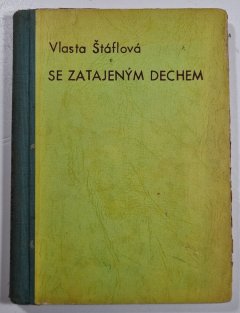 Vlasta Štáflová
SE ZATAJENÝM DECHEM